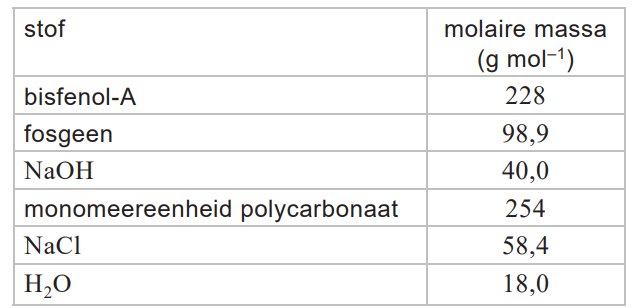 stof molaire massa
(g mol⁻¹)
bisfenol-A 228
fosgeen 98,9
NaOH 40,0
monomeereenheid polycarbonaat 254
NaCl 58,4
H₂O 18,0